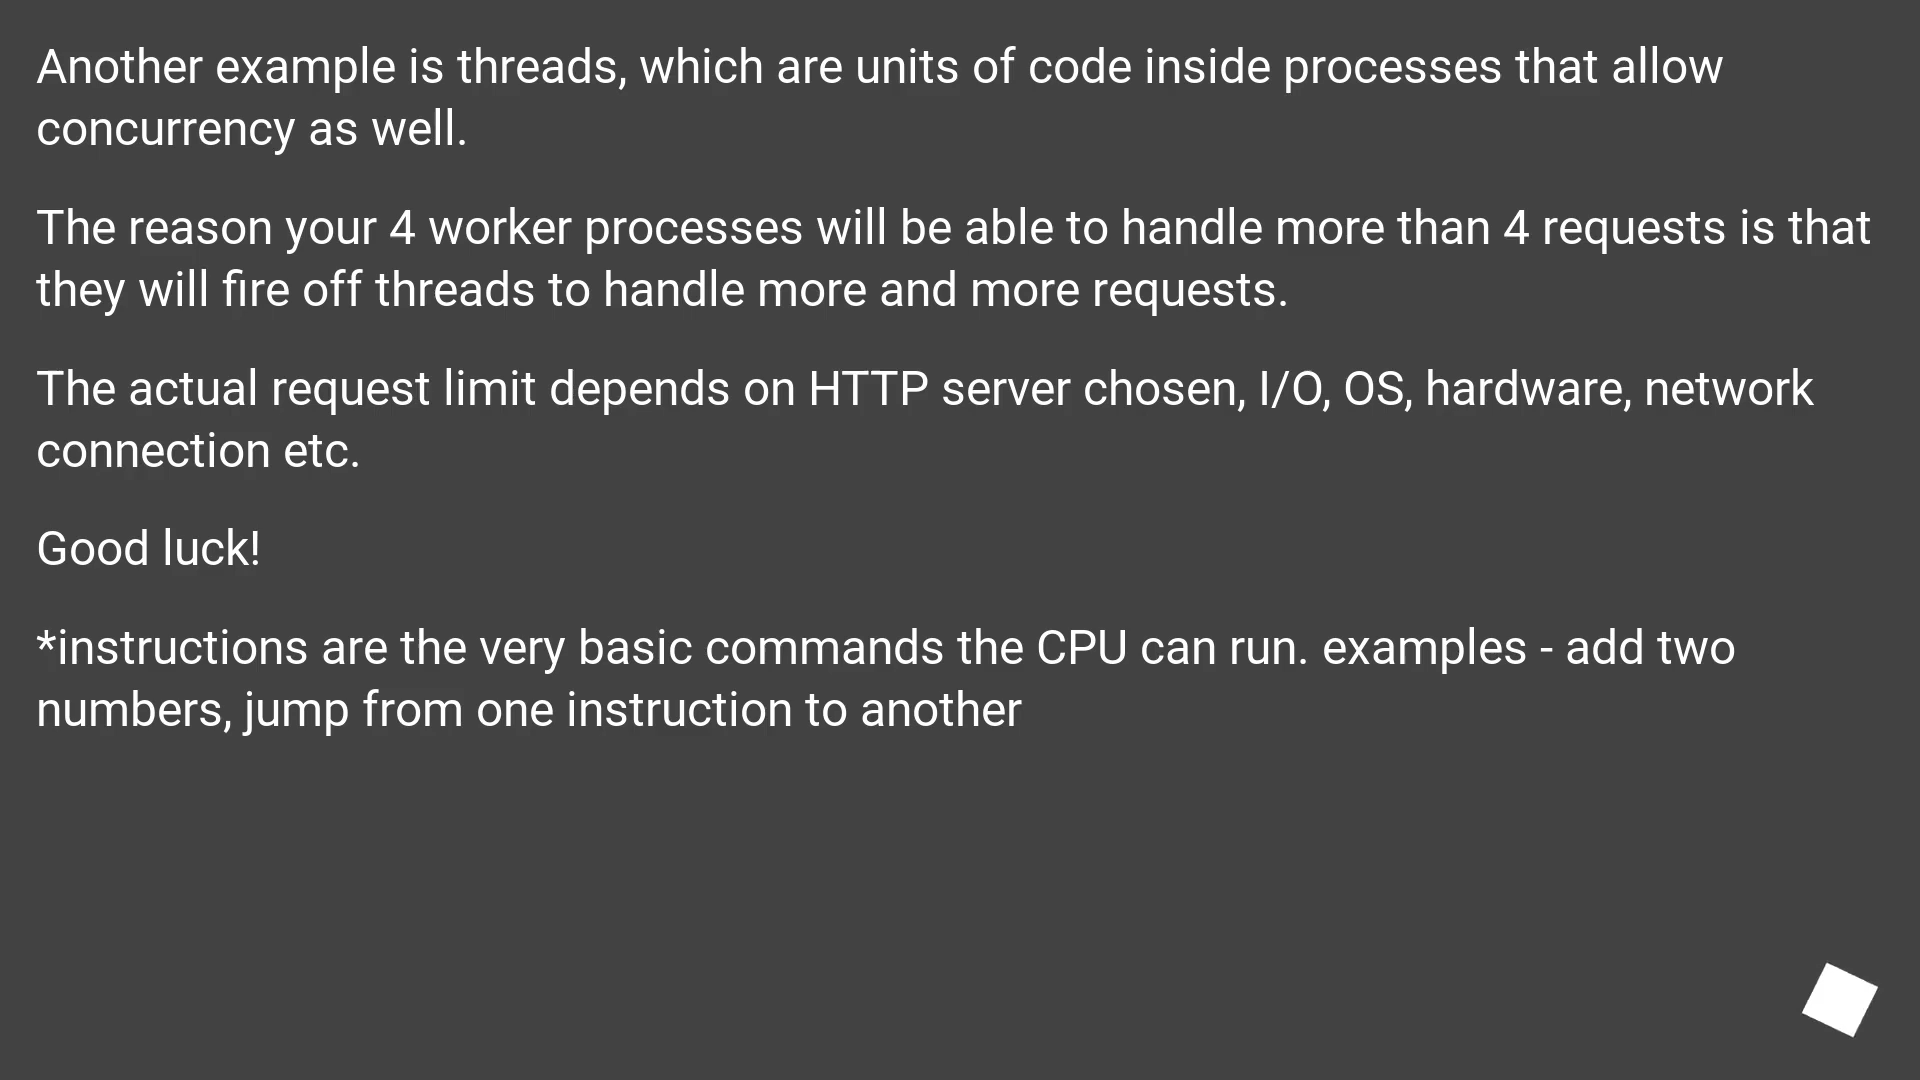 Another example is threads, which are units of code inside processes that allow
concurrency as well.
The reason your 4 worker processes will be able to handle more than 4 requests is that
they will fire off threads to handle more and more requests.
The actual request limit depends on HTTP server chosen, I/O, OS, hardware, network
connection etc.
Good luck!
*instructions are the very basic commands the CPU can run. examples - add two
numbers, jump from one instruction to another